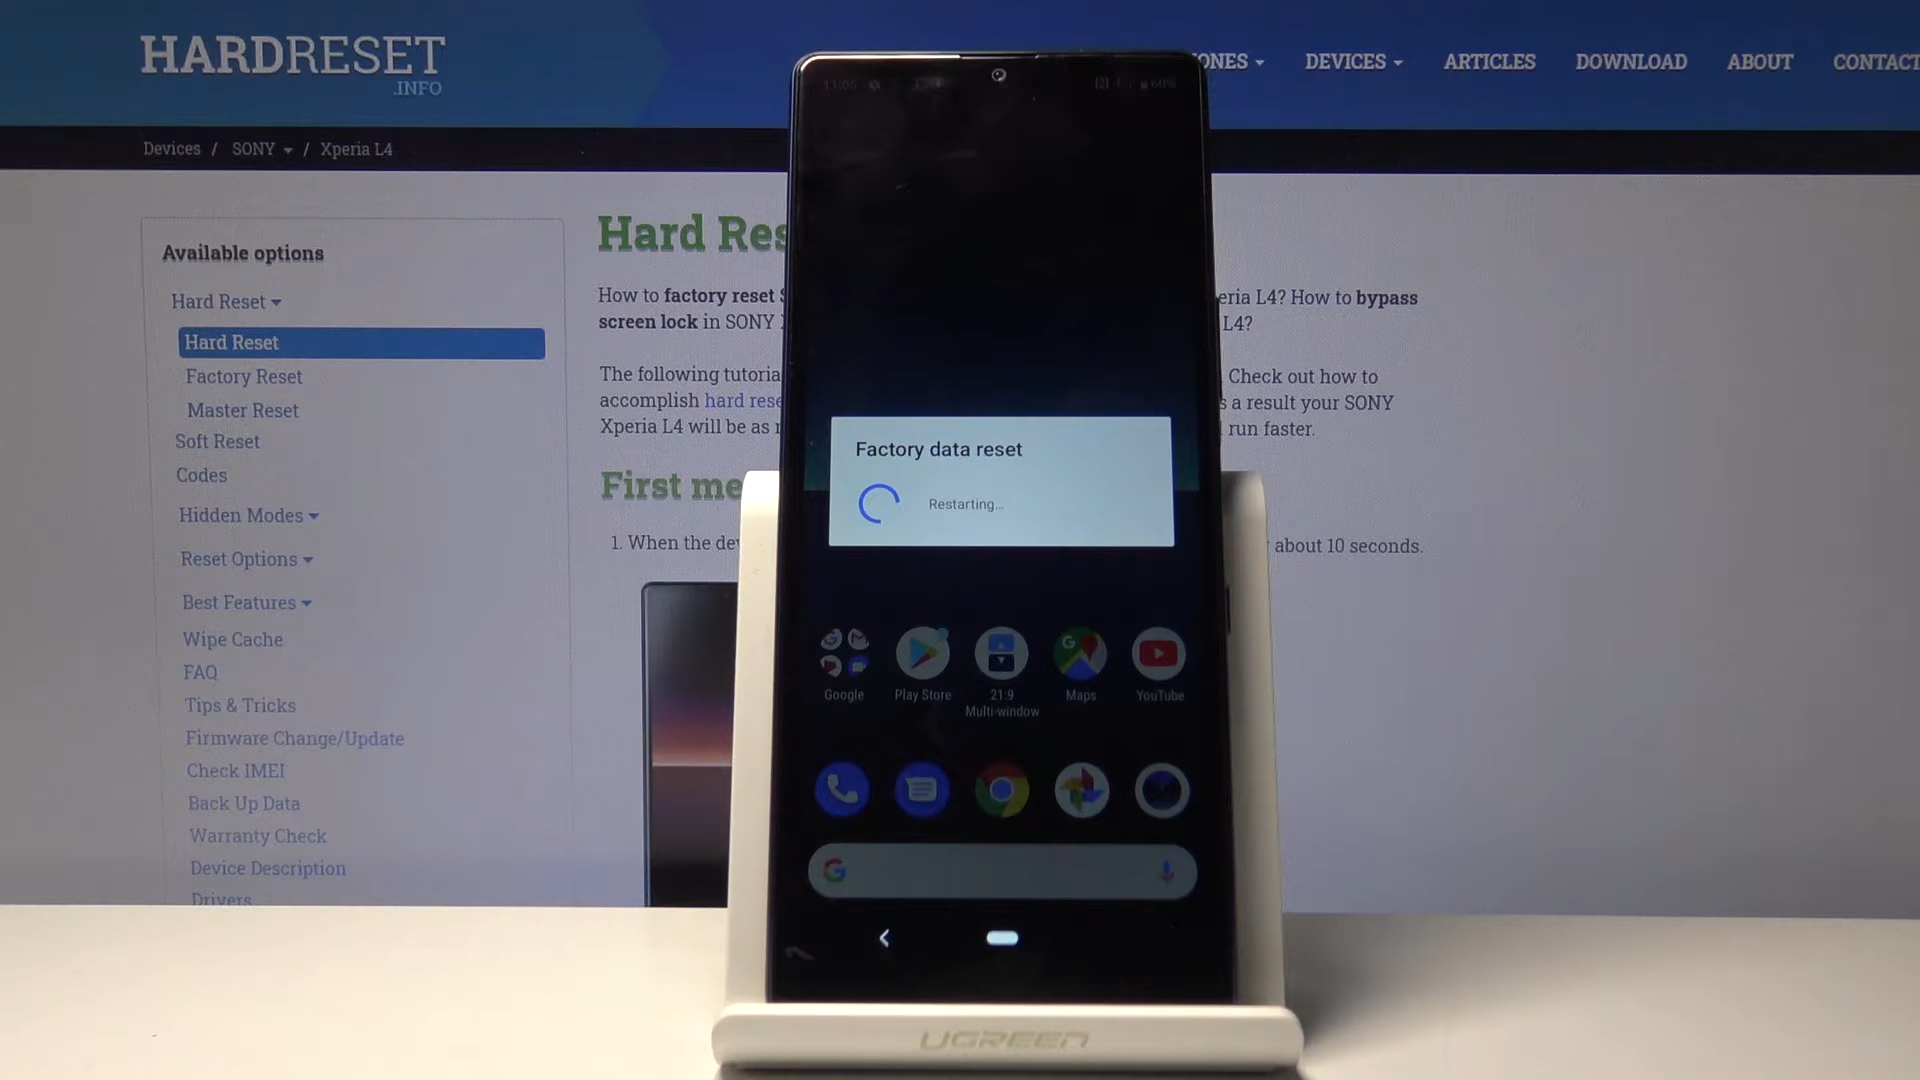 HARDRESET
.INFO
ONES
DEVICES
ARTICLES
DOWNLOAD
ABOUT
CONTACT
Devices / SONY / Xperia L4
Available options
Hard Reset
Hard Reset
Factory Reset
Master Reset
Soft Reset
Codes
Hidden Modes
Reset Options
Best Features
Wipe Cache
FAQ
Tips & Tricks
Firmware Change/Update
Check IMEI
Back Up Data
Warranty Check
Device Description
Drivers
Hard Res
How to factory reset S
eria L4? How to bypass
screen lock in SONY
L4?
The following tutoria
Check out how to
accomplish hard rese
s a result your SONY
Xperia L4 will be as
run faster.
First me
1. When the dev
about 10 seconds.
11:06
60%
Factory data reset
Restarting...
Google
Play Store
21:9
Multi-window
Maps
YouTube
UGREEN